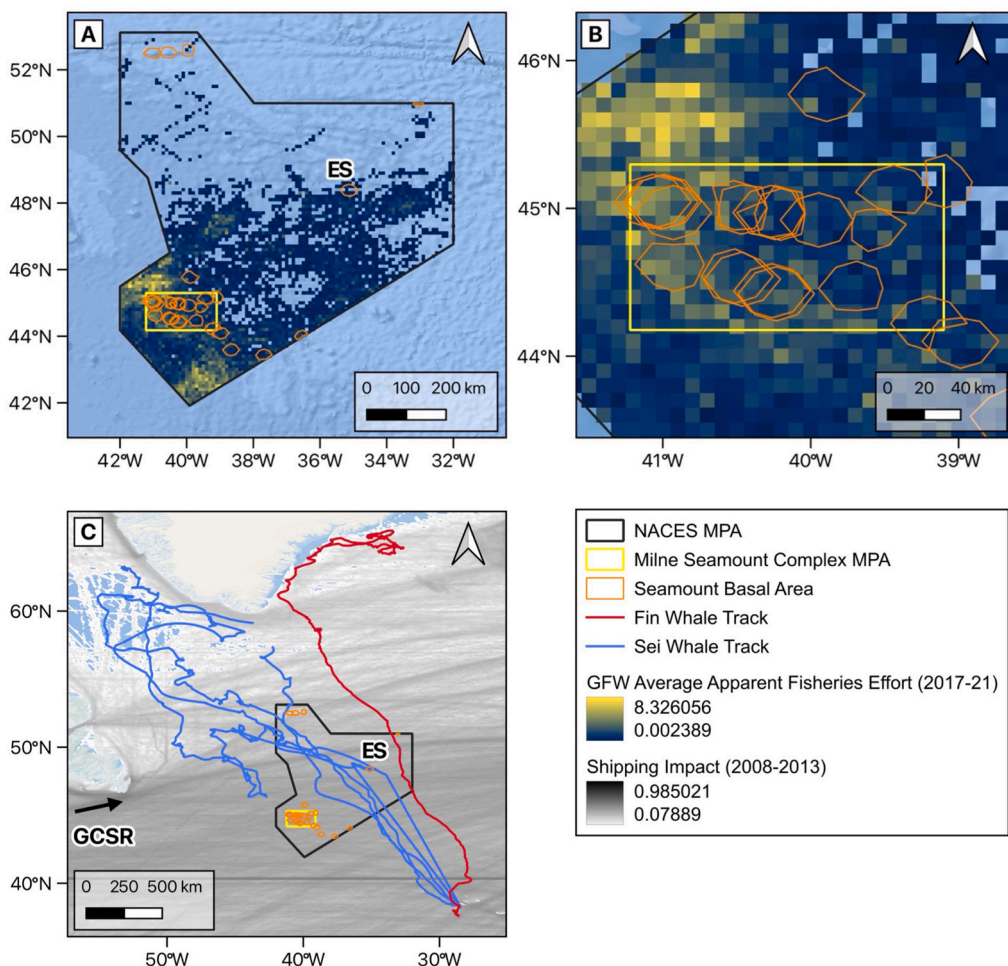 A
ES
52°N
50°N
48°N
46°N
44°N
42°N
0 100 200 km
42°W 40°W 38°W 36°W 34°W 32°W
B
46°N
45°N
44°N
0 20 40 km
41°W 40°W 39°W
C
60°N
50°N
40°N
ES
GCSR
0 250 500 km
50°W 40°W 30°W
NACES MPA
Milne Seamount Complex MPA
Seamount Basal Area
Fin Whale Track
Sei Whale Track
GFW Average Apparent Fisheries Effort (2017-21)
8.326056
0.002389
Shipping Impact (2008-2013)
0.985021
0.07889